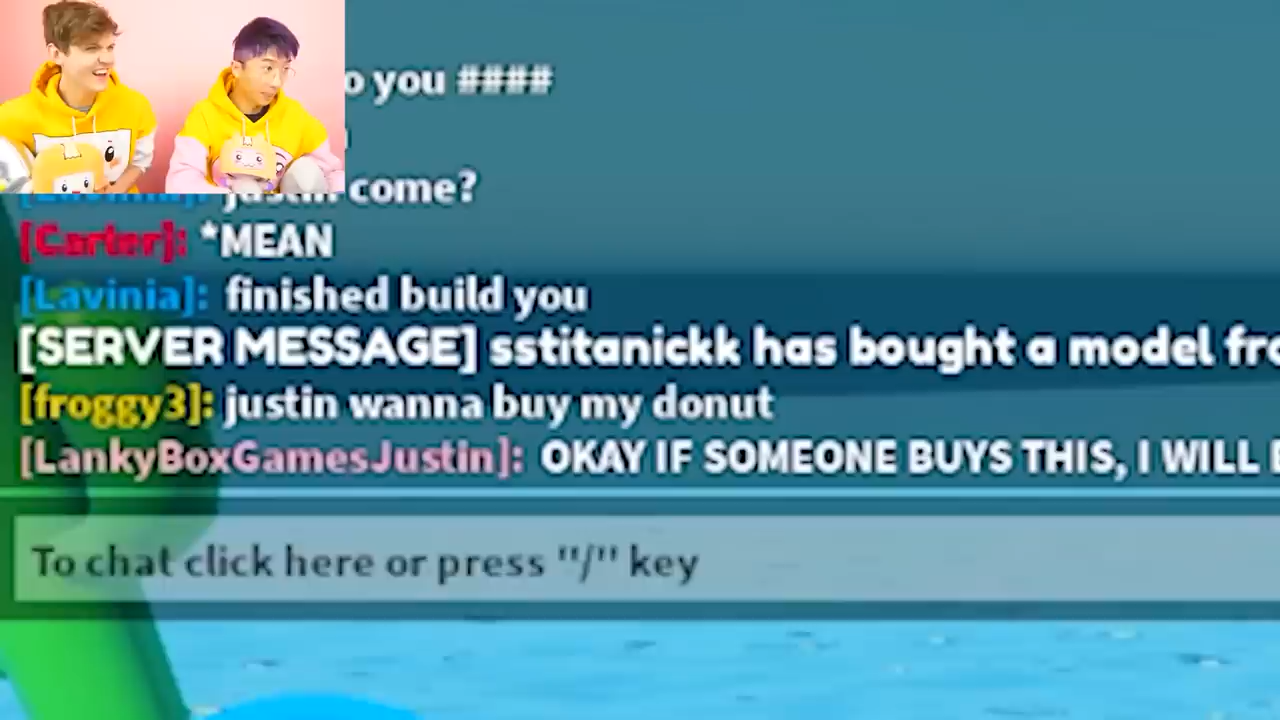 you ####
come?
[Carter]: *MEAN
[Lavinia]: finished build you
[SERVER MESSAGE] sstitanickk has bought a model
[froggy3]: justin wanna buy my donut
[LankyBoxGamesJustin]: OKAY IF SOMEONE BUYS THIS, I WILL
To chat click here or press "/" key